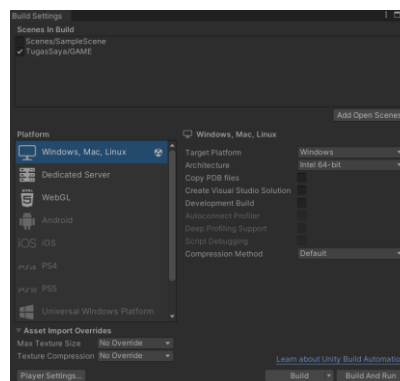 Build Settings
Scenes In Build
Scenes/SampleScene
TugasSaya/GAME
Add Open Scenes
Platform
Windows, Mac, Linux
Dedicated Server
WebGL
Android
iOS iOS
PS4 PS4
PS5 PS5
Universal Windows Platform
Windows, Mac, Linux
Target Platform Windows
Architecture Intel 64-bit
Copy PDB files
Create Visual Studio Solution
Development Build
Autoconnect Profiler
Deep Profiling Support
Script Debugging
Compression Method Default
Asset Import Overrides
Max Texture Size No Override
Texture Compression No Override
Learn about Unity Build Automatio
Player Settings... Build Build And Run